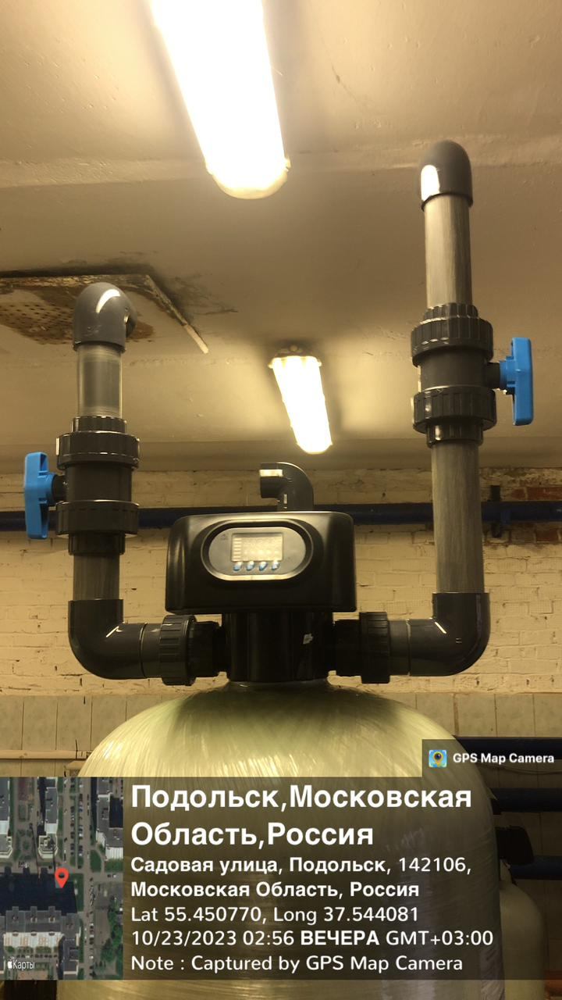 GPS Map Camera
Подольск,Московская
Область,Россия
Садовая улица, Подольск, 142106,
Московская Область, Россия
Lat 55.450770, Long 37.544081
10/23/2023 02:56 ВЕЧЕРА GMT+03:00
Note : Captured by GPS Map Camera
Карты